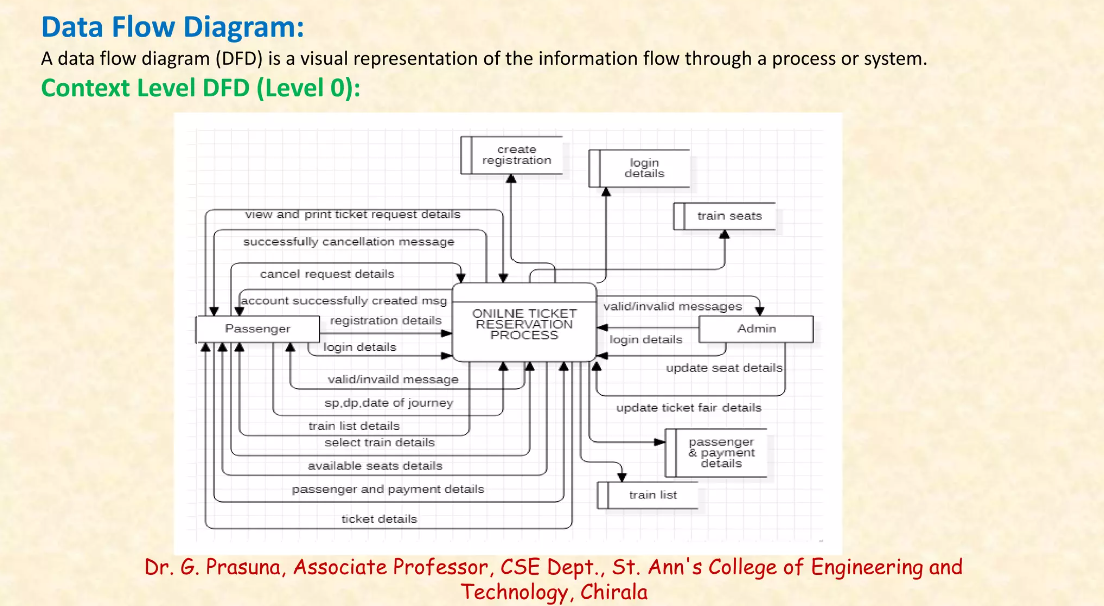 Data Flow Diagram:
A data flow diagram (DFD) is a visual representation of the information flow through a process or system.
Context Level DFD (Level 0):
create
registration
login
details
train seats
view and print ticket request details
successfully cancellation message
cancel request details
account successfully created msg
registration details
Passenger
login details
ONILNE TICKET
RESERVATION
PROCESS
valid/invalid messages
Admin
login details
update seat details
valid/invaild message
sp,dp,date of journey
update ticket fair details
train list details
select train details
available seats details
passenger
& payment
details
passenger and payment details
train list
ticket details
Dr. G. Prasuna, Associate Professor, CSE Dept., St. Ann's College of Engineering and
Technology, Chirala